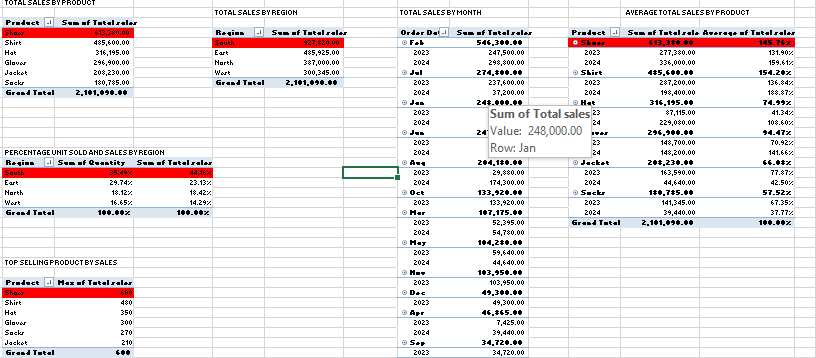 TOTAL SALES BY PRODUCT
Product Sum of Total sales
Shoes 613,380.00
Shirt 485,600.00
Hat 316,195.00
Gloves 296,900.00
Jacket 208,230.00
Socks 180,785.00
Grand Total 2,101,090.00
TOTAL SALES BY REGION
Region Sum of Total sales
South 927,820.00
East 485,925.00
North 387,000.00
West 300,345.00
Grand Total 2,101,090.00
PERCENTAGE UNIT SOLD AND SALES BY REGION
Region Sum of Quantity Sum of Total sales
South 35.49% 44.16%
East 29.74% 23.13%
North 18.12% 18.42%
West 16.65% 14.29%
Grand Total 100.00% 100.00%
TOP SELLING PRODUCT BY SALES
Product Max of Total sales
Shoes 600
Shirt 480
Hat 350
Gloves 300
Socks 270
Jacket 210
Grand Total 600
TOTAL SALES BY MONTH
Order Da Sum of Total sales
Feb 546,300.00
2023 247,500.00
2024 298,800.00
Jul 274,800.00
2023 237,600.00
2024 37,200.00
Jan 248,000.00
2023
2024
Jun 24
2023
2024
Aug 204,180.00
2023 29,880.00
2024 174,300.00
Oct 133,920.00
2023 133,920.00
Mar 107,175.00
2023 52,395.00
2024 54,780.00
May 104,280.00
2023 59,640.00
2024 44,640.00
Nov 103,950.00
2023 103,950.00
Dec 49,300.00
2023 49,300.00
Apr 46,865.00
2023 7,425.00
2024 39,440.00
Sep 34,720.00
2023 34,720.00
Sum of Total sales
Value: 248,000.00
Row: Jan
AVERAGE TOTAL SALES BY PRODUCT
Product Sum of Total sale Average of Total sales
Shoes 613,380.00 145.76%
2023 277,380.00 131.90%
2024 336,000.00 159.61%
Shirt 485,600.00 154.20%
2023 287,200.00 136.84%
2024 198,400.00 188.87%
Hat 316,195.00 74.99%
23 87,115.00 41.34%
24 229,080.00 108.60%
ves 296,900.00 94.47%
23 148,700.00 70.92%
24 148,200.00 141.66%
Jacket 208,230.00 66.08%
2023 163,590.00 77.87%
2024 44,640.00 42.50%
Socks 180,785.00 57.52%
2023 141,345.00 67.35%
2024 39,440.00 37.77%
Grand Total 2,101,090.00 100.00%